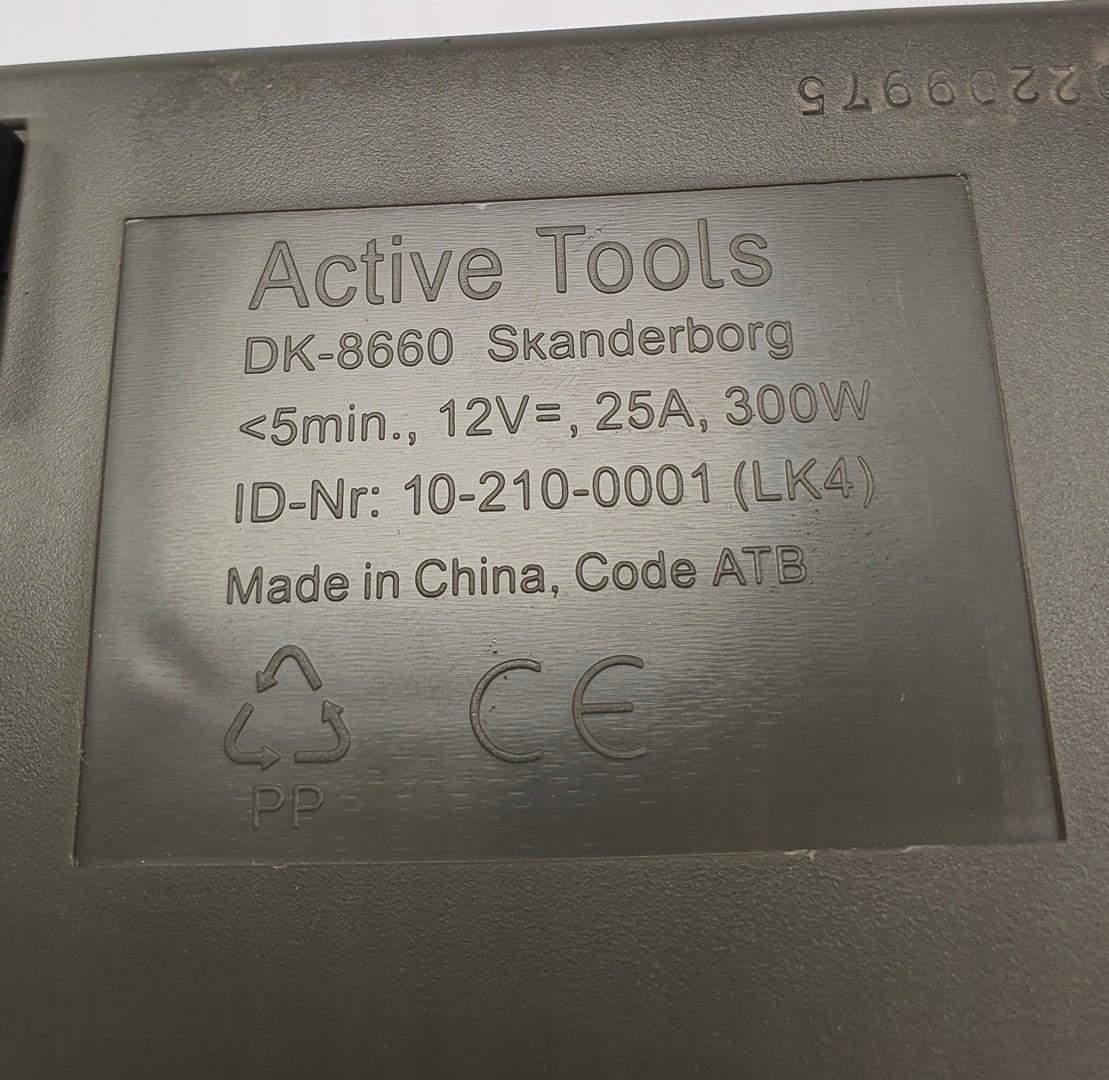 Active Tools
DK-8660 Skanderborg
<5min., 12V=, 25A, 300W
ID-Nr: 10-210-0001 (LK4)
Made in China, Code ATB
CE
PP